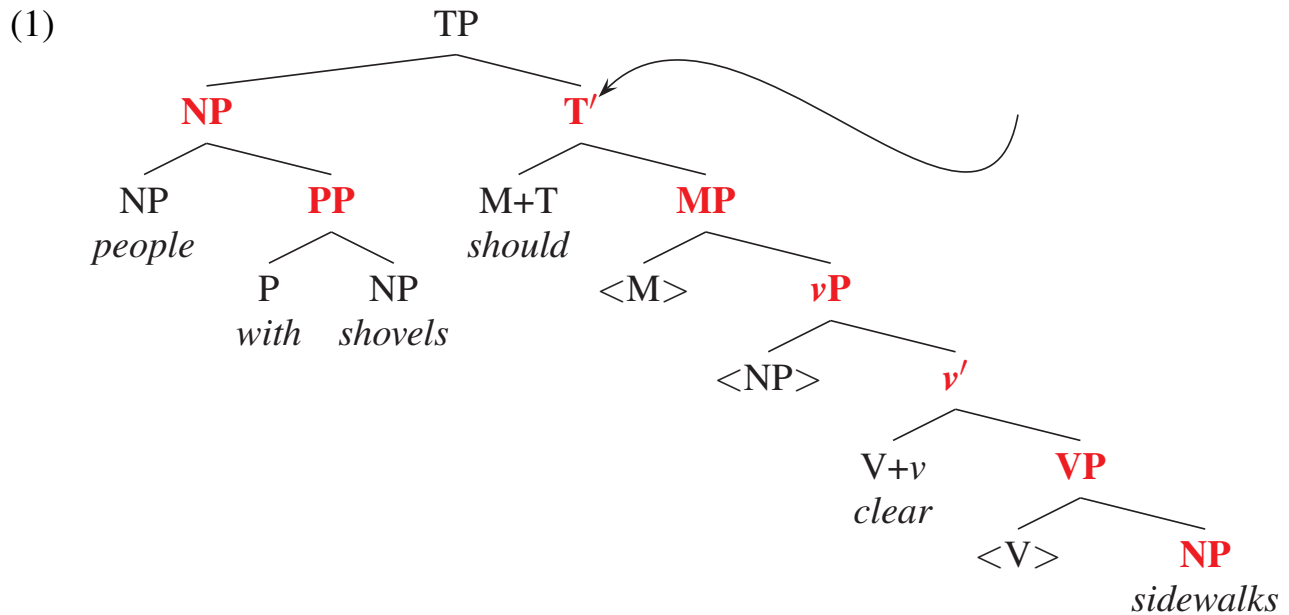 (1) TP
NP T′
NP PP M+T MP
people should
P NP <M> vP
with shovels
<NP> v′
V+v VP
clear
<V> NP
sidewalks